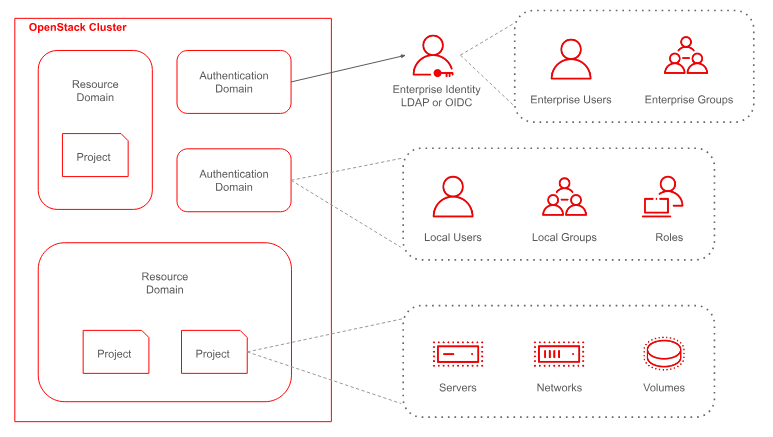 OpenStack Cluster
Resource
Domain
Project
Authentication
Domain
Enterprise Identity
LDAP or OIDC
Enterprise Users
Enterprise Groups
Authentication
Domain
Local Users
Local Groups
Roles
Resource
Domain
Project
Project
Servers
Networks
Volumes